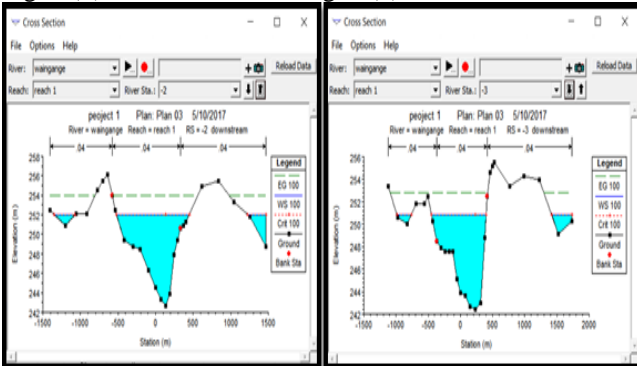 Cross Section
File Options Help
River: waingange
Reload Data
Reach: reach 1 River Sta.: -2
peoject 1 Plan: Plan 03 5/10/2017
River = waingange Reach = reach 1 RS = -2 downstream
.04 .04 .04
Legend
EG 100
WS 100
Crit 100
Ground
Bank Sta
Elevation (m)
258
256
254
252
250
248
246
244
242
-1500 -1000 -500 0 500 1000 1500
Station (m)
Cross Section
File Options Help
River: waingange
Reload Data
Reach: reach 1 River Sta.: -3
peoject 1 Plan: Plan 03 5/10/2017
River = waingange Reach = reach 1 RS = -3 downstream
.04 .04 .04
Legend
EG 100
WS 100
Crit 100
Ground
Bank Sta
Elevation (m)
256
254
252
250
248
246
244
242
-1500 -1000 -500 0 500 1000 1500 2000
Station (m)